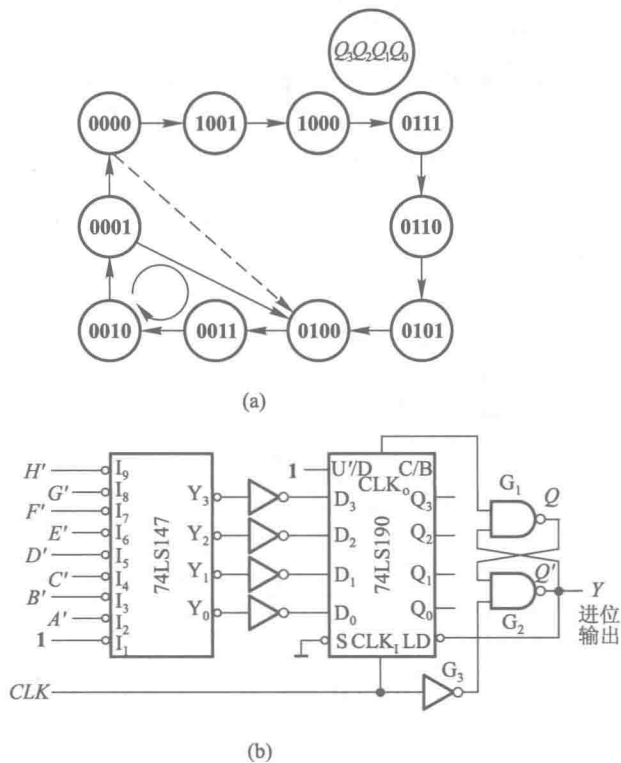 Q₃Q₂Q₁Q₀
0000 1001 1000 0111
0001 0110
0010 0011 0100 0101
(a)
H' I₉
G' I₈
F' I₇
E' I₆
D' I₅
C' I₄
B' I₃
A' I₂
1 I₁
74LS147
Y₃
Y₂
Y₁
Y₀
1 U'/D C/B
CLK₀
D₃ Q₃
D₂ Q₂
D₁ Q₁
D₀ Q₀
74LS190
S CLK_I LD
G₁ Q
Q'
G₂
Y
进位
输出
G₃
CLK
(b)